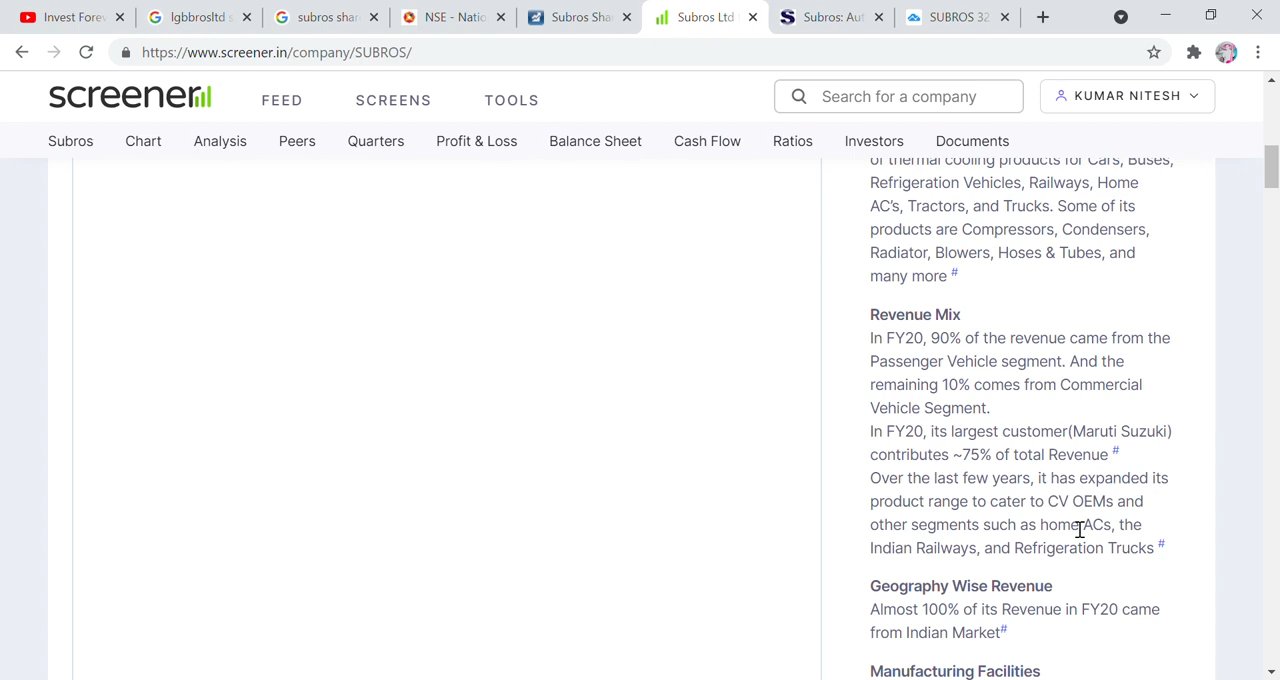 Invest Fore
lgbbrosltd s
subros shar
NSE - Natio
Subros Sha
Subros Ltd
Subros: Aut
SUBROS 32
https://www.screener.in/company/SUBROS/
screener
FEED
SCREENS
TOOLS
Search for a company
KUMAR NITESH
Subros
Chart
Analysis
Peers
Quarters
Profit & Loss
Balance Sheet
Cash Flow
Ratios
Investors
Documents
of thermal cooling products for Cars, Buses,
Refrigeration Vehicles, Railways, Home
AC's, Tractors, and Trucks. Some of its
products are Compressors, Condensers,
Radiator, Blowers, Hoses & Tubes, and
many more #
Revenue Mix
In FY20, 90% of the revenue came from the
Passenger Vehicle segment. And the
remaining 10% comes from Commercial
Vehicle Segment.
In FY20, its largest customer(Maruti Suzuki)
contributes ~75% of total Revenue #
Over the last few years, it has expanded its
product range to cater to CV OEMs and
other segments such as home ACs, the
Indian Railways, and Refrigeration Trucks #
Geography Wise Revenue
Almost 100% of its Revenue in FY20 came
from Indian Market#
Manufacturing Facilities